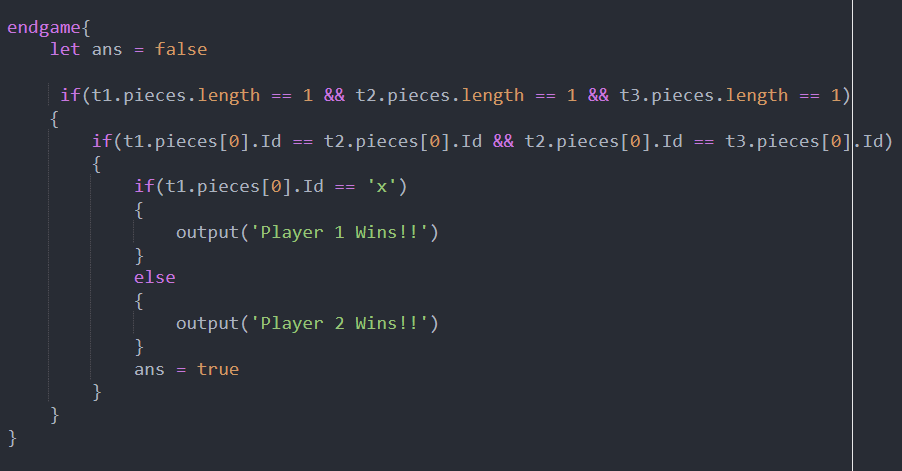 endgame{
let ans = false
if(t1.pieces.length == 1 && t2.pieces.length == 1 && t3.pieces.length == 1)
{
if(t1.pieces[0].Id == t2.pieces[0].Id && t2.pieces[0].Id == t3.pieces[0].Id)
{
if(t1.pieces[0].Id == 'x')
{
output('Player 1 Wins!!')
}
else
{
output('Player 2 Wins!!')
}
ans = true
}
}
}